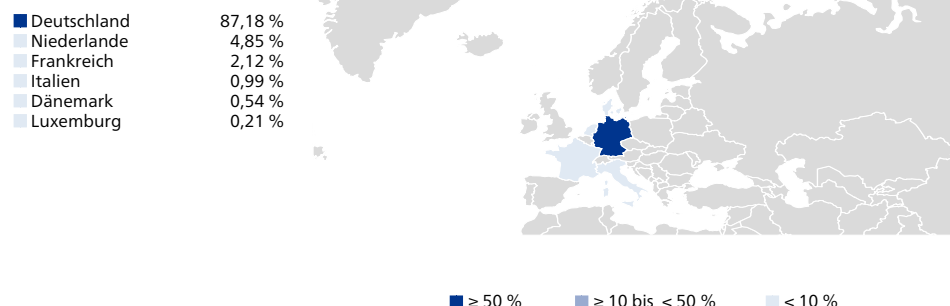 Deutschland 87,18 %
Niederlande 4,85 %
Frankreich 2,12 %
Italien 0,99 %
Dänemark 0,54 %
Luxemburg 0,21 %
≥ 50 % ≥ 10 bis < 50 % < 10 %